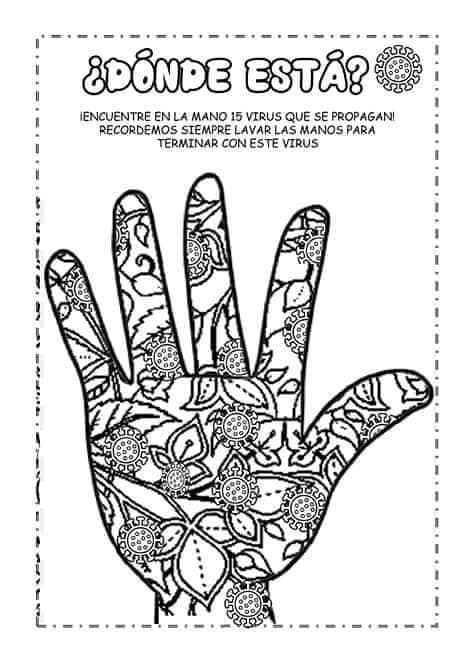 ¿DÓNDE ESTÁ?
¡ENCUENTRE EN LA MANO 15 VIRUS QUE SE PROPAGAN!
RECORDEMOS SIEMPRE LAVAR LAS MANOS PARA
TERMINAR CON ESTE VIRUS